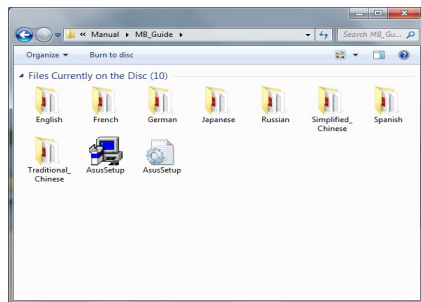 « Manual ▸ MB_Guide ▸
Search MB_Gu...
Organize Burn to disc
Files Currently on the Disc (10)
English French German Japanese Russian Simplified_ Spanish
Chinese
Traditional_ AsusSetup AsusSetup
Chinese